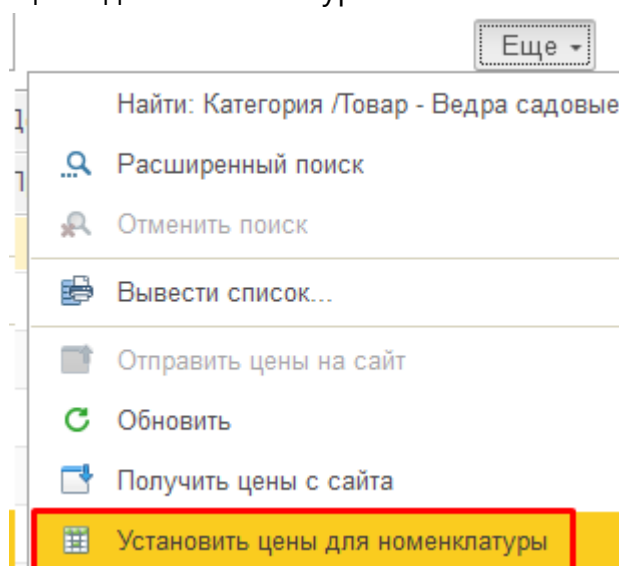 Еще
Найти: Категория /Товар - Ведра садовые
Расширенный поиск
Отменить поиск
Вывести список...
Отправить цены на сайт
Обновить
Получить цены с сайта
Установить цены для номенклатуры